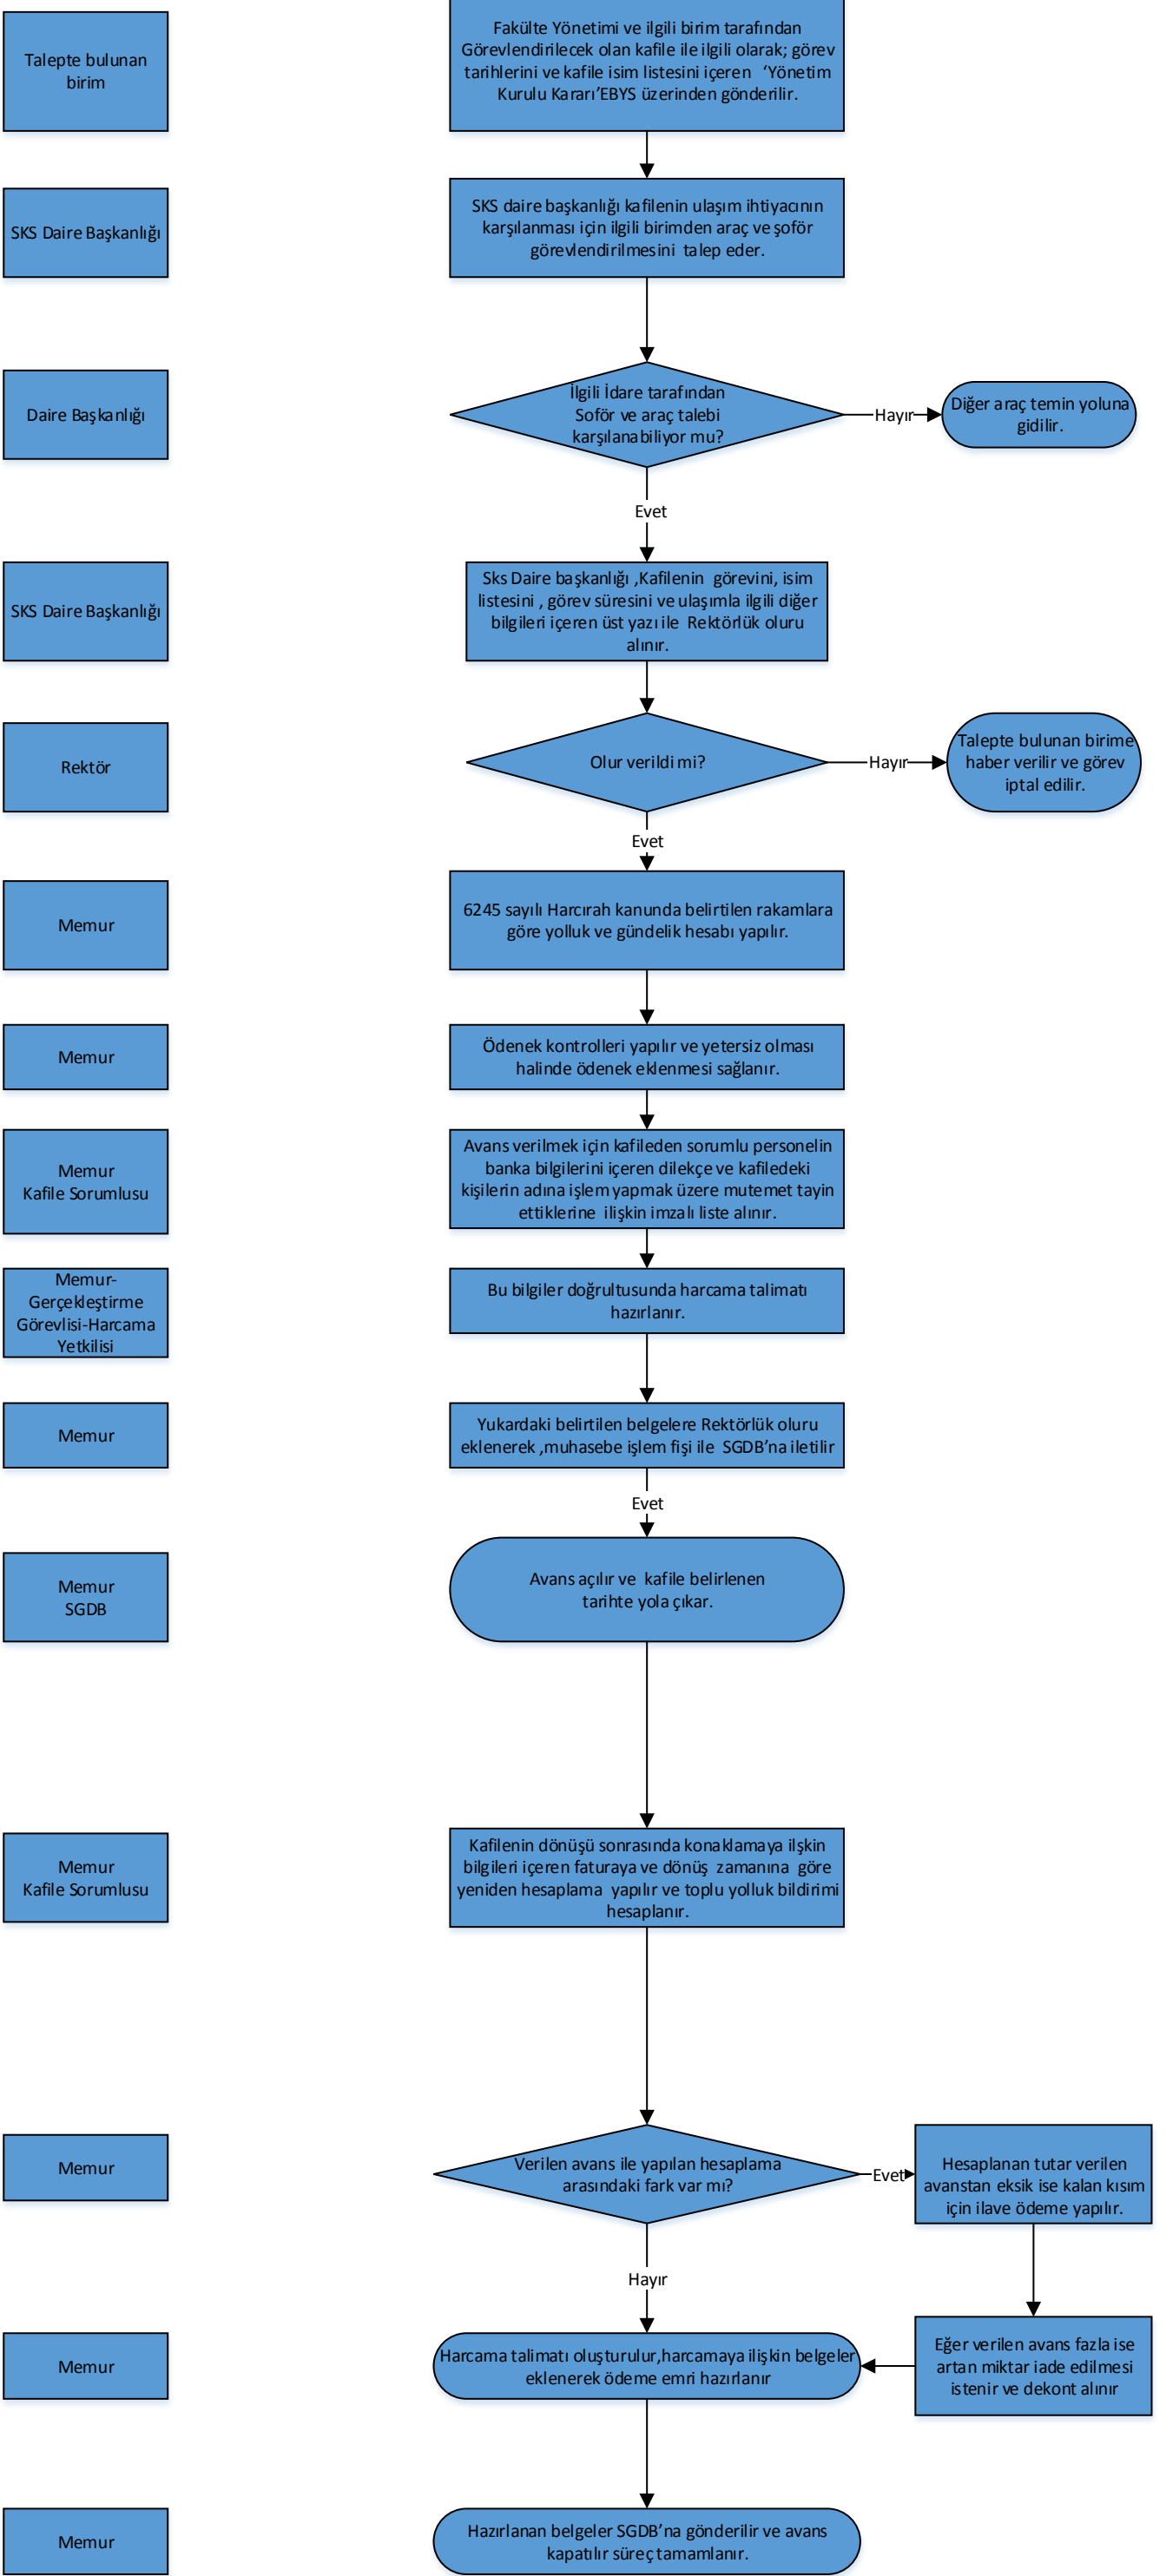 Talepte bulunan
birim
Fakülte Yönetimi ve ilgili birim tarafından
Görevlendirilecek olan kafile ile ilgili olarak; görev
tarihlerini ve kafile isim listesini içeren ‘Yönetim
Kurulu Kararı’EBYS üzerinden gönderilir.
SKS Daire Başkanlığı
SKS daire başkanlığı kafilenin ulaşım ihtiyacının
karşılanması için ilgili birimden araç ve şoför
görevlendirilmesini talep eder.
Daire Başkanlığı
İlgili İdare tarafından
Soför ve araç talebi
karşılanabiliyor mu?
Hayır
Diğer araç temin yoluna
gidilir.
Evet
SKS Daire Başkanlığı
Sks Daire başkanlığı ,Kafilenin görevini, isim
listesini , görev süresini ve ulaşımla ilgili diğer
bilgileri içeren üst yazı ile Rektörlük oluru
alınır.
Rektör
Olur verildi mi?
Hayır
Talepte bulunan birime
haber verilir ve görev
iptal edilir.
Evet
Memur
6245 sayılı Harcırah kanunda belirtilen rakamlara
göre yolluk ve gündelik hesabı yapılır.
Memur
Ödenek kontrolleri yapılır ve yetersiz olması
halinde ödenek eklenmesi sağlanır.
Memur
Kafile Sorumlusu
Avans verilmek için kafileden sorumlu personelin
banka bilgilerini içeren dilekçe ve kafiledeki
kişilerin adına işlem yapmak üzere mutemet tayin
ettiklerine ilişkin imzalı liste alınır.
Memur-
Gerçekleştirme
Görevlisi-Harcama
Yetkilisi
Bu bilgiler doğrultusunda harcama talimatı
hazırlanır.
Memur
Yukardaki belirtilen belgelere Rektörlük oluru
eklenerek ,muhasebe işlem fişi ile SGDB’na iletilir
Evet
Memur
SGDB
Avans açılır ve kafile belirlenen
tarihte yola çıkar.
Memur
Kafile Sorumlusu
Kafilenin dönüşü sonrasında konaklamaya ilşkin
bilgileri içeren faturaya ve dönüş zamanına göre
yeniden hesaplama yapılır ve toplu yolluk bildirimi
hesaplanır.
Memur
Verilen avans ile yapılan hesaplama
arasındaki fark var mı?
Evet
Hesaplanan tutar verilen
avanstan eksik ise kalan kısım
için ilave ödeme yapılır.
Hayır
Memur
Harcama talimatı oluşturulur,harcamaya ilişkin belgeler
eklenerek ödeme emri hazırlanır
Eğer verilen avans fazla ise
artan miktar iade edilmesi
istenir ve dekont alınır
Memur
Hazırlanan belgeler SGDB’na gönderilir ve avans
kapatılır süreç tamamlanır.